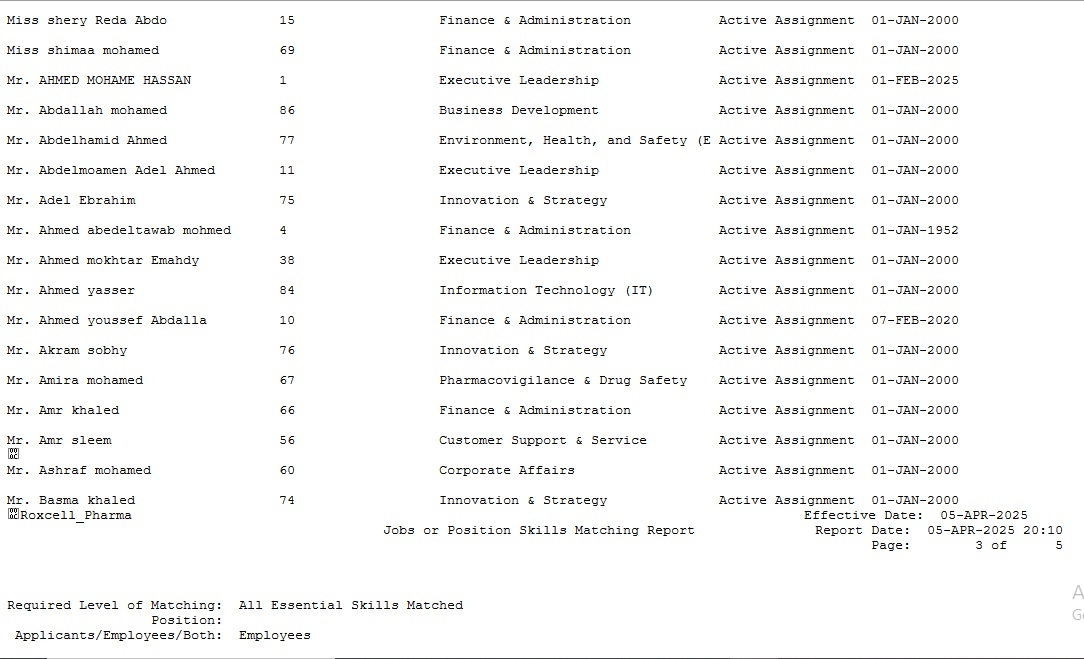 Miss shery Reda Abdo 15 Finance & Administration Active Assignment 01-JAN-2000
Miss shimaa mohamed 69 Finance & Administration Active Assignment 01-JAN-2000
Mr. AHMED MOHAME HASSAN 1 Executive Leadership Active Assignment 01-FEB-2025
Mr. Abdallah mohamed 86 Business Development Active Assignment 01-JAN-2000
Mr. Abdelhamid Ahmed 77 Environment, Health, and Safety (E Active Assignment 01-JAN-2000
Mr. Abdelmoamen Adel Ahmed 11 Executive Leadership Active Assignment 01-JAN-2000
Mr. Adel Ebrahim 75 Innovation & Strategy Active Assignment 01-JAN-2000
Mr. Ahmed abedeltawab mohmed 4 Finance & Administration Active Assignment 01-JAN-1952
Mr. Ahmed mokhtar Emahdy 38 Executive Leadership Active Assignment 01-JAN-2000
Mr. Ahmed yasser 84 Information Technology (IT) Active Assignment 01-JAN-2000
Mr. Ahmed youssef Abdalla 10 Finance & Administration Active Assignment 07-FEB-2020
Mr. Akram sobhy 76 Innovation & Strategy Active Assignment 01-JAN-2000
Mr. Amira mohamed 67 Pharmacovigilance & Drug Safety Active Assignment 01-JAN-2000
Mr. Amr khaled 66 Finance & Administration Active Assignment 01-JAN-2000
Mr. Amr sleem 56 Customer Support & Service Active Assignment 01-JAN-2000
Mr. Ashraf mohamed 60 Corporate Affairs Active Assignment 01-JAN-2000
Mr. Basma khaled 74 Innovation & Strategy Active Assignment 01-JAN-2000
Roxcell_Pharma Effective Date: 05-APR-2025
Jobs or Position Skills Matching Report Report Date: 05-APR-2025 20:10
Page: 3 of 5
Required Level of Matching: All Essential Skills Matched
Position:
Applicants/Employees/Both: Employees